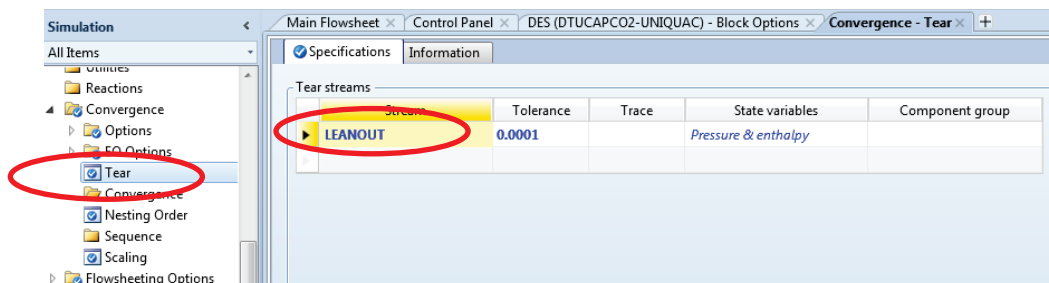 Simulation
Main Flowsheet
Control Panel
DES (DTUCAPCO2-UNIQUAC) - Block Options
Convergence - Tear
All Items
Specifications
Information
Utilities
Reactions
Convergence
Options
EO Options
Tear
Convergence
Nesting Order
Sequence
Scaling
Flowsheeting Options
Tear streams
Stream Tolerance Trace State variables Component group
LEANOUT 0.0001 Pressure & enthalpy